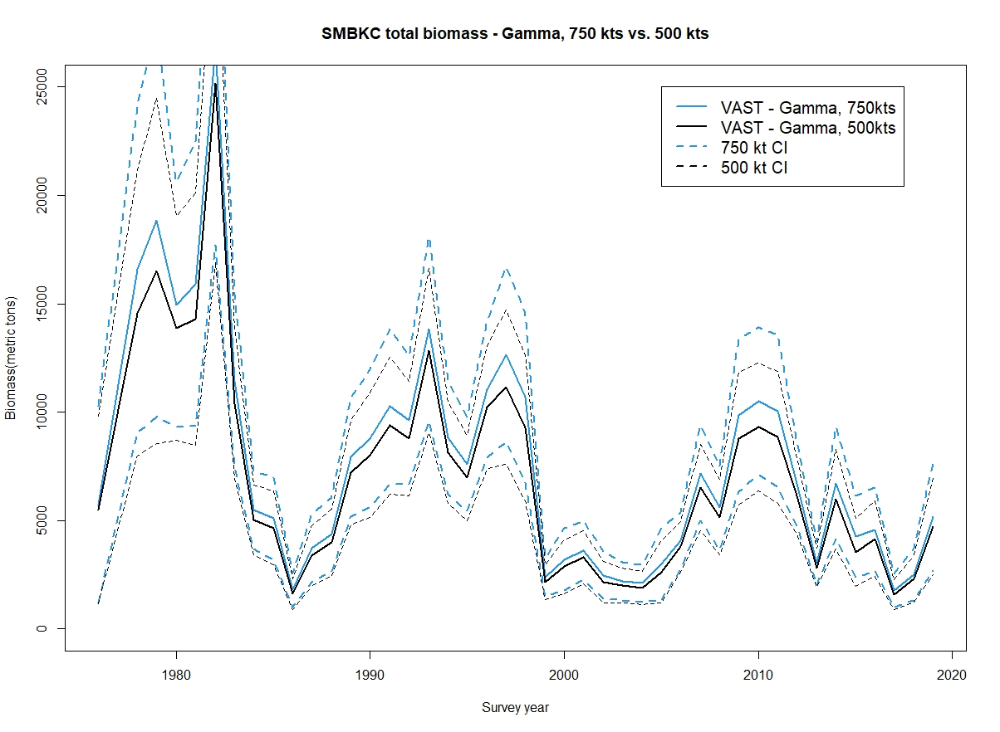 SMBKC total biomass - Gamma, 750 kts vs. 500 kts
VAST - Gamma, 750kts
VAST - Gamma, 500kts
750 kt CI
500 kt CI
Biomass(metric tons)
25000
20000
15000
10000
5000
0
1980
1990
2000
2010
2020
Survey year